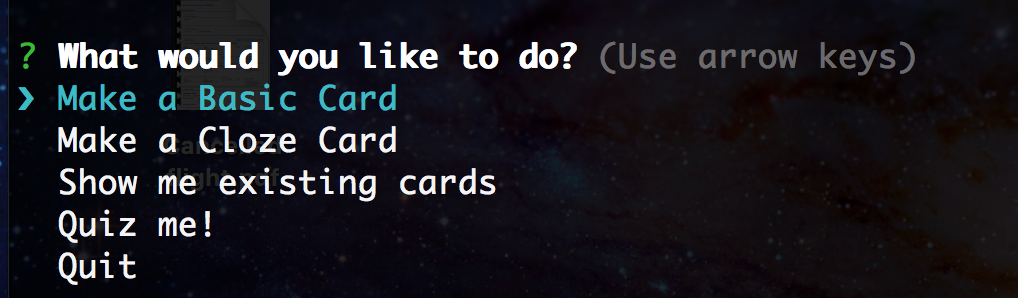 ? What would you like to do? (Use arrow keys)
❯ Make a Basic Card
Make a Cloze Card
Show me existing cards
Quiz me!
Quit